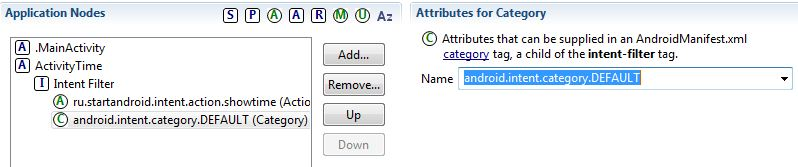 Application Nodes
S P A A R M U Az
A .MainActivity
A ActivityTime
I Intent Filter
A ru.startandroid.intent.action.showtime (Actio
C android.intent.category.DEFAULT (Category)
Add...
Remove...
Up
Down
Attributes for Category
C Attributes that can be supplied in an AndroidManifest.xml
category tag, a child of the intent-filter tag.
Name android.intent.category.DEFAULT